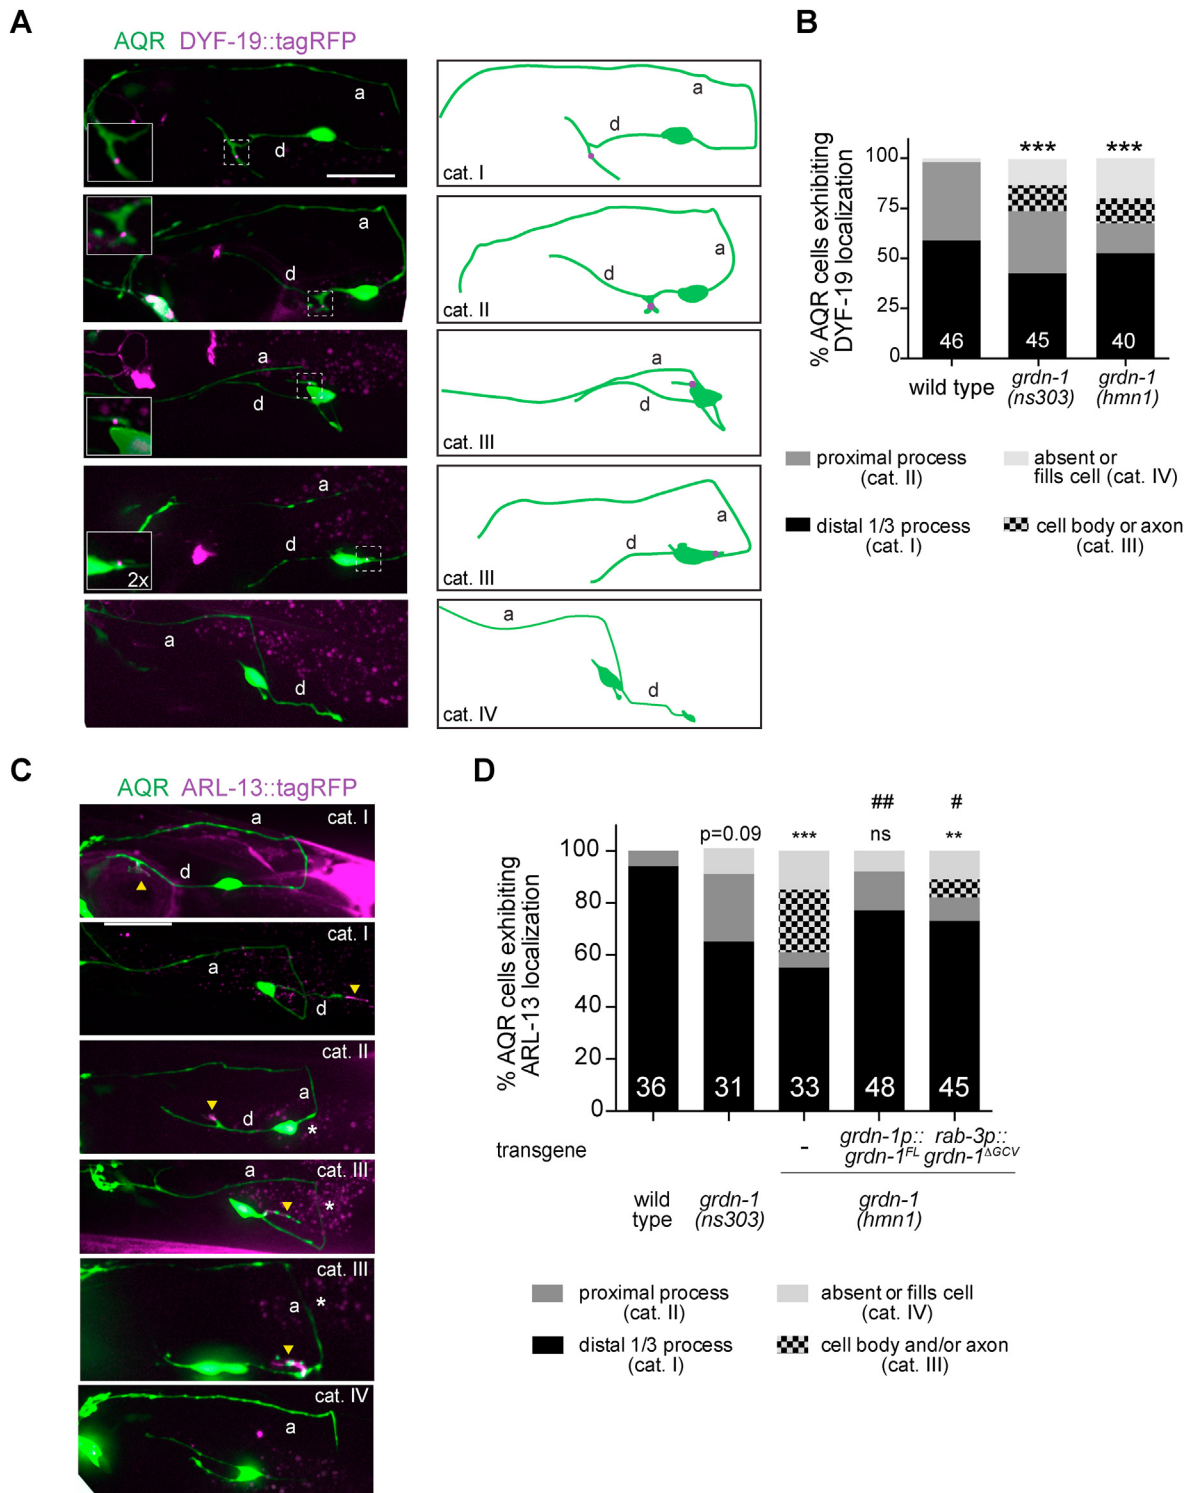 A
AQR DYF-19::tagRFP
a
d
a
d
cat. I
a
d
a
d
cat. II
a
d
a
d
cat. III
a
d
2x
a
d
cat. III
a
d
a
d
cat. IV
B
% AQR cells exhibiting
DYF-19 localization
100
75
50
25
0
***
***
46
45
40
wild type
grdn-1
(ns303)
grdn-1
(hmn1)
proximal process
(cat. II)
absent or
fills cell (cat. IV)
distal 1/3 process
(cat. I)
cell body or axon
(cat. III)
C
AQR ARL-13::tagRFP
a
cat. I
d
cat. I
a
d
cat. II
a
d
*
a
cat. III
*
cat. III
a
*
cat. IV
a
D
% AQR cells exhibiting
ARL-13 localization
100
80
60
40
20
0
##
#
p=0.09
***
ns
**
36
31
33
48
45
transgene
-
grdn-1p::
grdn-1FL
rab-3p::
grdn-1ΔGCV
wild
type
grdn-1
(ns303)
grdn-1
(hmn1)
proximal process
(cat. II)
absent or fills cell
(cat. IV)
distal 1/3 process
(cat. I)
cell body and/or axon
(cat. III)